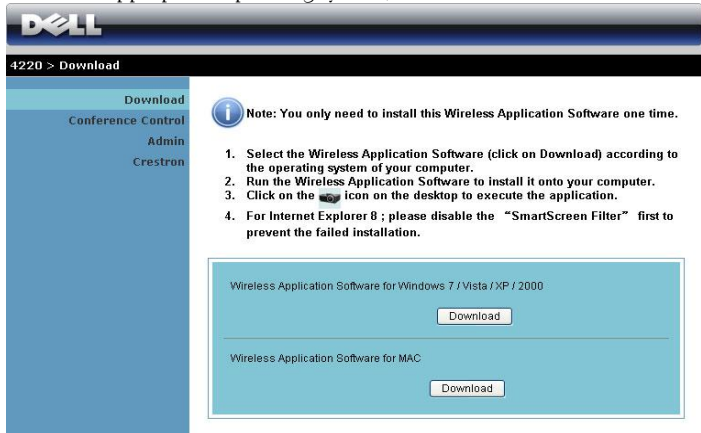 DELL
4220 > Download
Download
Conference Control
Admin
Crestron
Note: You only need to install this Wireless Application Software one time.
1. Select the Wireless Application Software (click on Download) according to
the operating system of your computer.
2. Run the Wireless Application Software to install it onto your computer.
3. Click on the icon on the desktop to execute the application.
4. For Internet Explorer 8 ; please disable the “SmartScreen Filter” first to
prevent the failed installation.
Wireless Application Software for Windows 7 / Vista / XP / 2000
Download
Wireless Application Software for MAC
Download